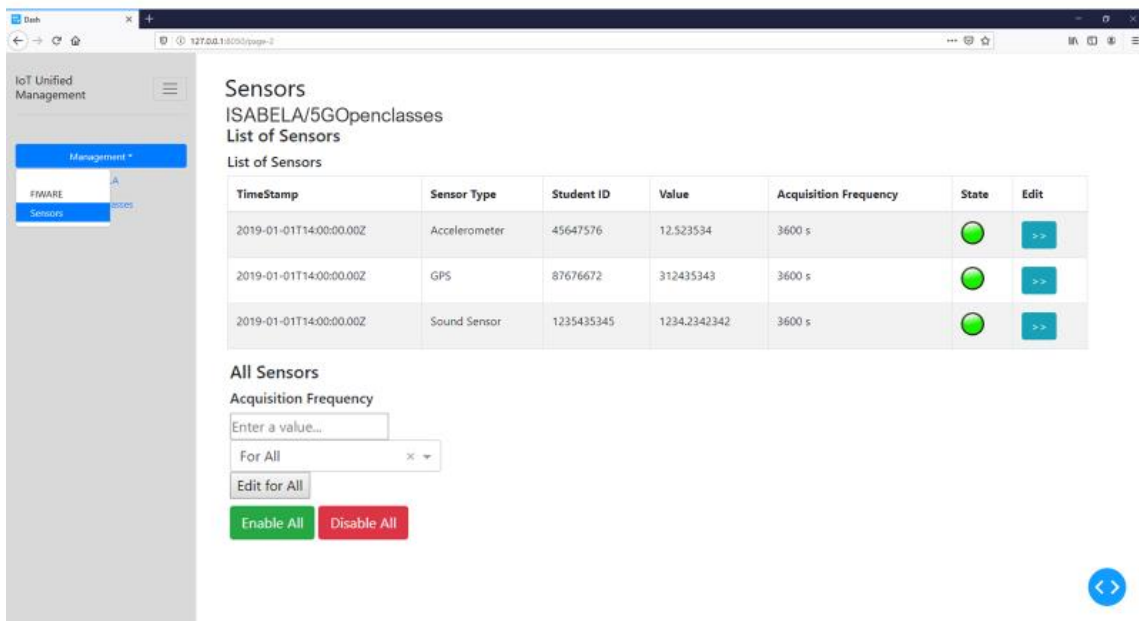 Dash
127.0.0.1:8050/page-2
IoT Unified
Management
Management
FIWARE
Sensors
Sensors
ISABELA/5GOpenclasses
List of Sensors
List of Sensors
TimeStamp Sensor Type Student ID Value Acquisition Frequency State Edit
2019-01-01T14:00:00.00Z Accelerometer 45647576 12.523534 3600 s >>
2019-01-01T14:00:00.00Z GPS 87676672 312435343 3600 s >>
2019-01-01T14:00:00.00Z Sound Sensor 1235435345 1234.2342342 3600 s >>
All Sensors
Acquisition Frequency
Enter a value...
For All
Edit for All
Enable All Disable All